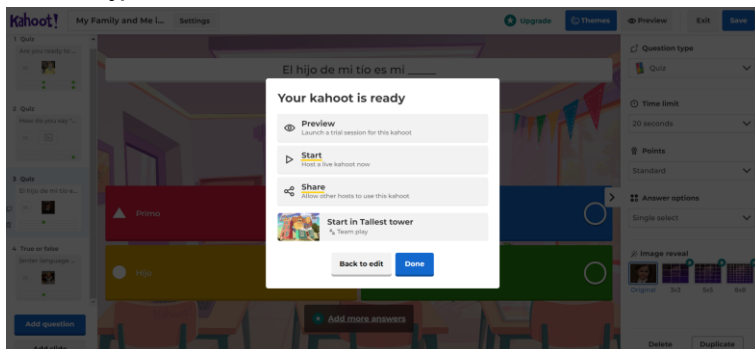 Kahoot!
My Family and Me l...
Settings
Upgrade
Themes
Preview
Exit
Save
1 Quiz
Are you ready to...
2 Quiz
How do you say "...
3 Quiz
El hijo de mi tío e...
4 True or false
Add question
Add slide
El hijo de mi tío es mi _____
Primo
Hijo
Add more answers
Your kahoot is ready
Preview
Launch a trial session for this kahoot
Start
Host a live kahoot now
Share
Allow other hosts to use this kahoot
Start in Tallest tower
Team play
Back to edit
Done
Question type
Quiz
Time limit
20 seconds
Points
Standard
Answer options
Single select
Image reveal
Original 3x3 5x5 8x8
Delete
Duplicate